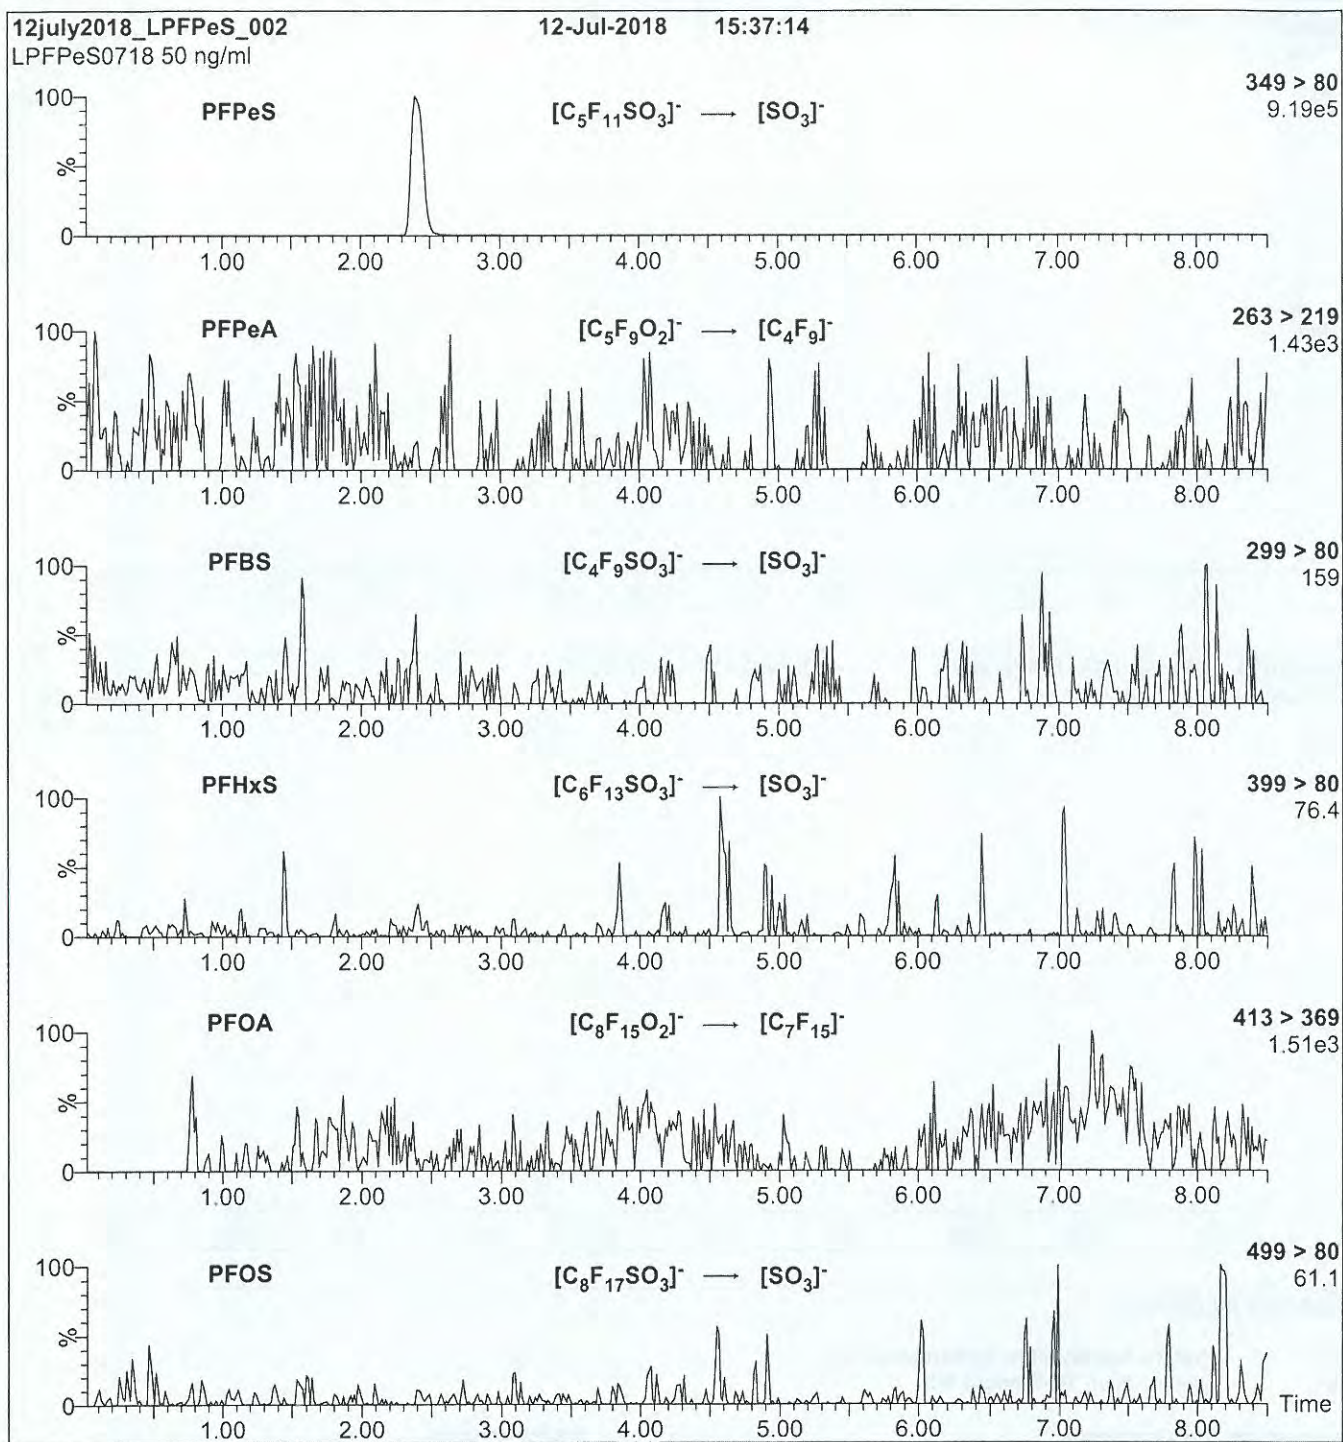 12july2018_LPFPeS_002 12-Jul-2018 15:37:14
LPFPeS0718 50 ng/ml
349 > 80
9.19e5
PFPeS [C₅F₁₁SO₃]⁻ → [SO₃]⁻
100
%
0
1.00 2.00 3.00 4.00 5.00 6.00 7.00 8.00
263 > 219
1.43e3
PFPeA [C₅F₉O₂]⁻ → [C₄F₉]⁻
100
%
0
1.00 2.00 3.00 4.00 5.00 6.00 7.00 8.00
299 > 80
159
PFBS [C₄F₉SO₃]⁻ → [SO₃]⁻
100
%
0
1.00 2.00 3.00 4.00 5.00 6.00 7.00 8.00
399 > 80
76.4
PFHxS [C₆F₁₃SO₃]⁻ → [SO₃]⁻
100
%
0
1.00 2.00 3.00 4.00 5.00 6.00 7.00 8.00
413 > 369
1.51e3
PFOA [C₈F₁₅O₂]⁻ → [C₇F₁₅]⁻
100
%
0
1.00 2.00 3.00 4.00 5.00 6.00 7.00 8.00
499 > 80
61.1
PFOS [C₈F₁₇SO₃]⁻ → [SO₃]⁻
100
%
0
Time
1.00 2.00 3.00 4.00 5.00 6.00 7.00 8.00